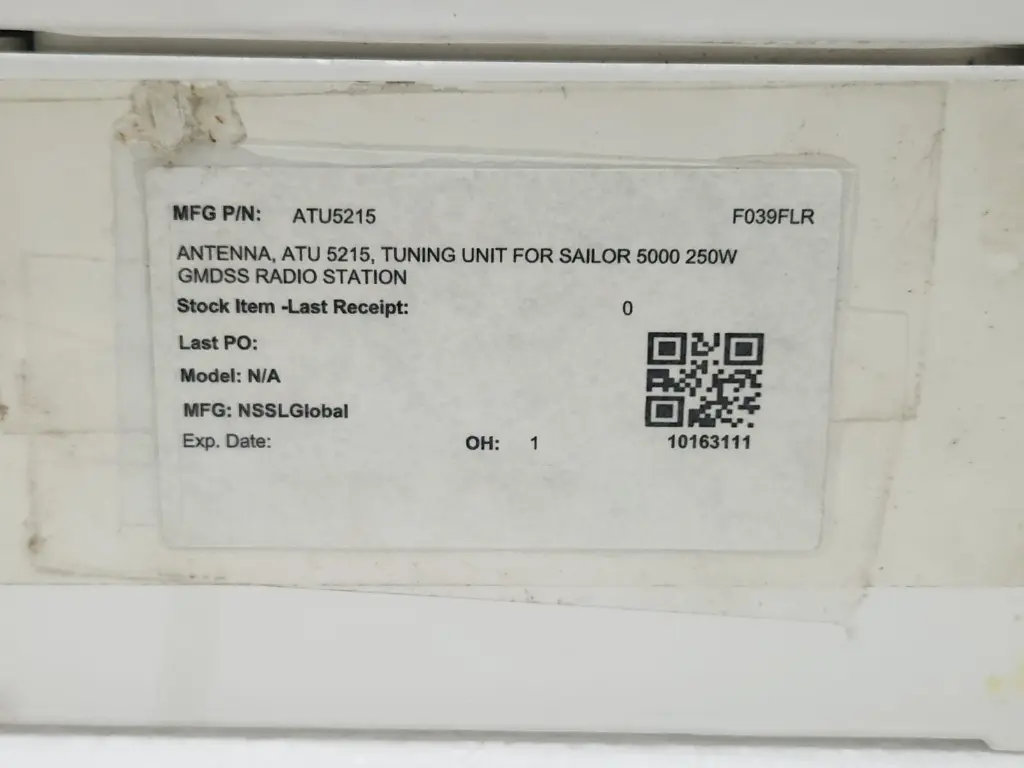 MFG P/N: ATU5215 F039FLR
ANTENNA, ATU 5215, TUNING UNIT FOR SAILOR 5000 250W
GMDSS RADIO STATION
Stock Item -Last Receipt: 0
Last PO:
Model: N/A
MFG: NSSLGlobal
Exp. Date: OH: 1
10163111